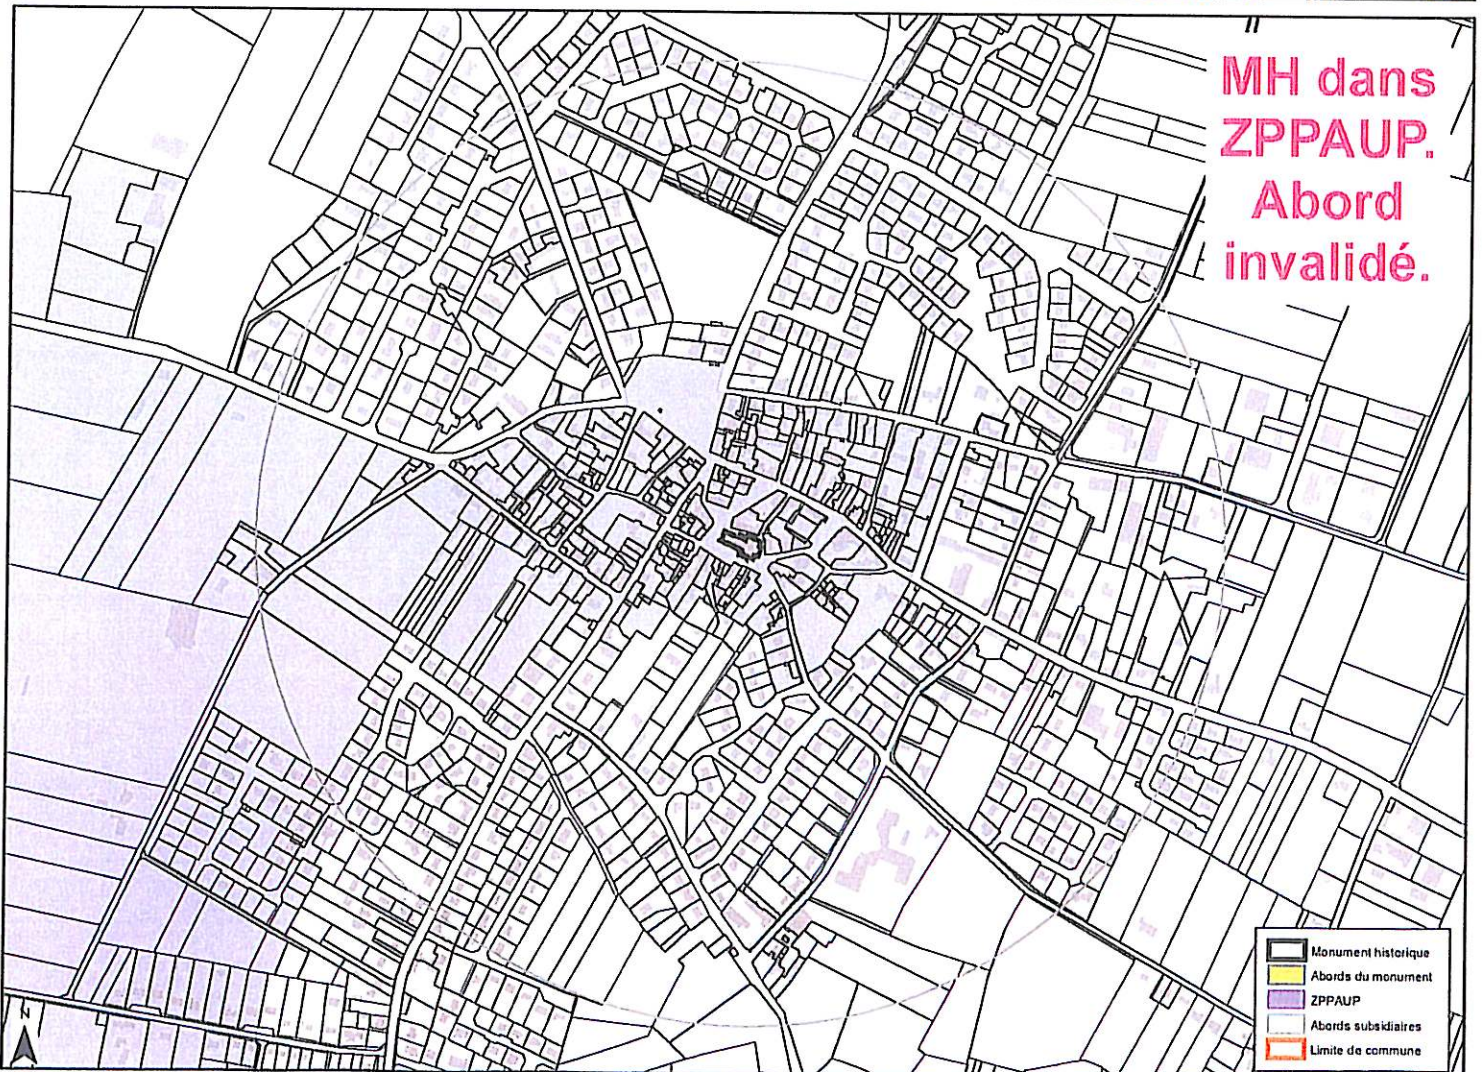 MH dans
ZPPAUP.
Abord
invalidé.
Monument historique
Abords du monument
ZPPAUP
Abords subsidiaires
Limite de commune
N